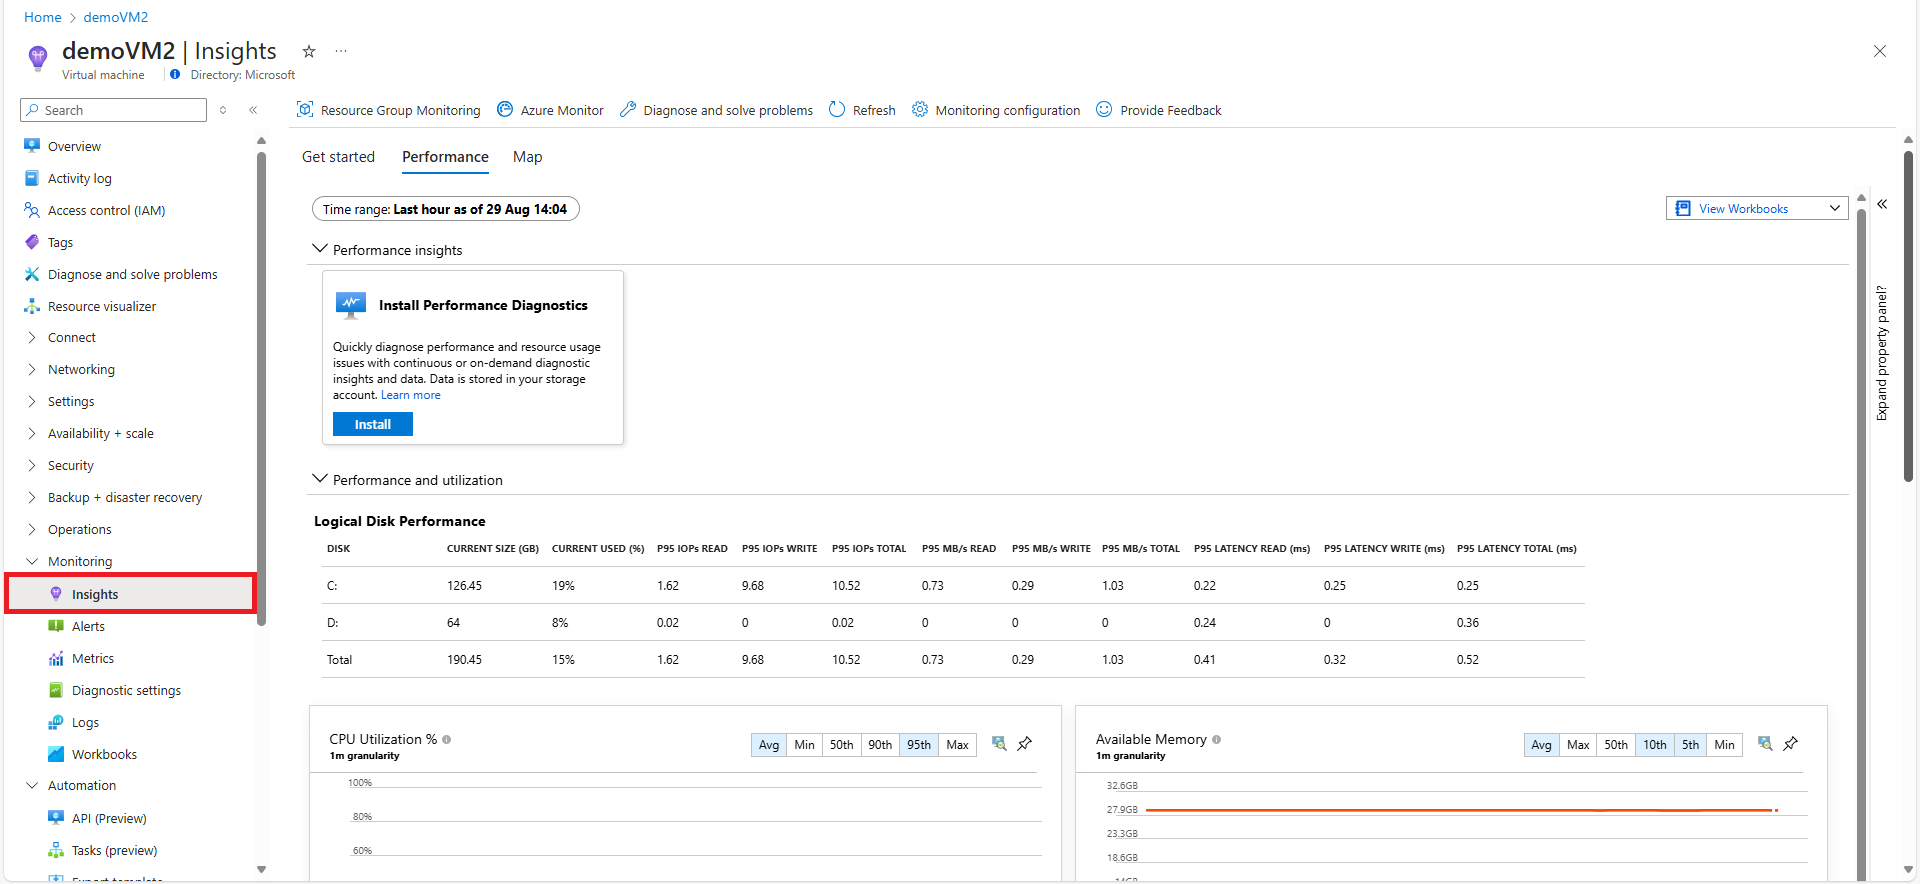 Home > demoVM2
demoVM2 | Insights
Virtual machine
Directory: Microsoft
Search
Resource Group Monitoring
Azure Monitor
Diagnose and solve problems
Refresh
Monitoring configuration
Provide Feedback
Overview
Activity log
Access control (IAM)
Tags
Diagnose and solve problems
Resource visualizer
Connect
Networking
Settings
Availability + scale
Security
Backup + disaster recovery
Operations
Monitoring
Insights
Alerts
Metrics
Diagnostic settings
Logs
Workbooks
Automation
API (Preview)
Tasks (preview)
Export template
Get started
Performance
Map
Time range: Last hour as of 29 Aug 14:04
View Workbooks
Expand property panel?
Performance insights
Install Performance Diagnostics
Quickly diagnose performance and resource usage
issues with continuous or on-demand diagnostic
insights and data. Data is stored in your storage
account. Learn more
Install
Performance and utilization
Logical Disk Performance
DISK CURRENT SIZE (GB) CURRENT USED (%) P95 IOPs READ P95 IOPs WRITE P95 IOPs TOTAL P95 MB/s READ P95 MB/s WRITE P95 MB/s TOTAL P95 LATENCY READ (ms) P95 LATENCY WRITE (ms) P95 LATENCY TOTAL (ms)
C: 126.45 19% 1.62 9.68 10.52 0.73 0.29 1.03 0.22 0.25 0.25
D: 64 8% 0.02 0 0.02 0 0 0 0.24 0 0.36
Total 190.45 15% 1.62 9.68 10.52 0.73 0.29 1.03 0.41 0.32 0.52
CPU Utilization %
1m granularity
Avg Min 50th 90th 95th Max
100%
80%
60%
Available Memory
1m granularity
Avg Max 50th 10th 5th Min
32.6GB
27.9GB
23.3GB
18.6GB
14GB